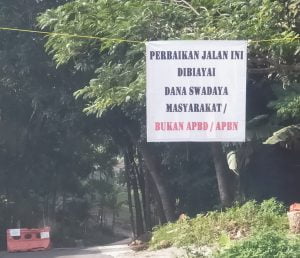 PERBAIKAN JALAN INI
DIBIAYAI
DANA SWADAYA
MASYARAKAT /
BUKAN APBD / APBN